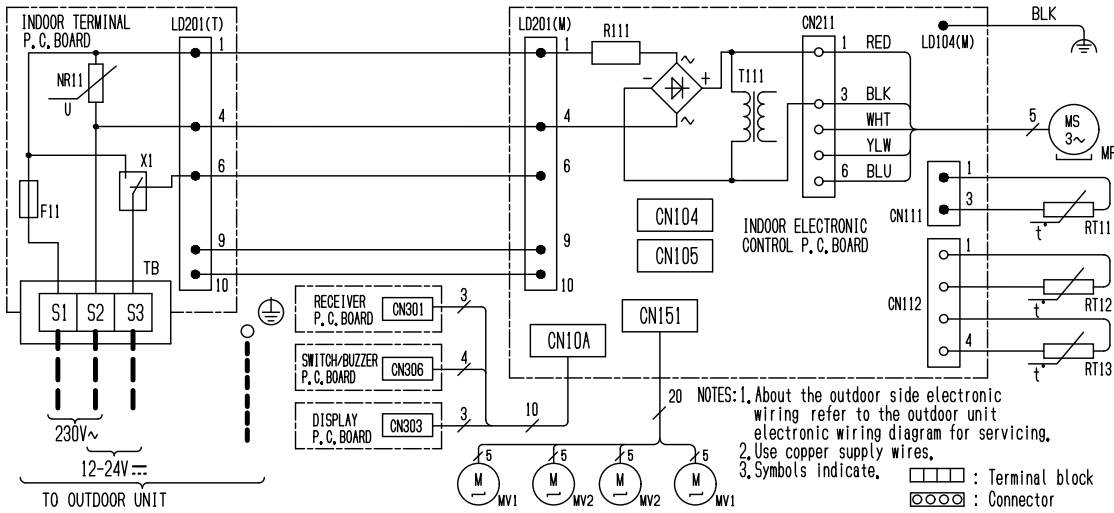 INDOOR TERMINAL
P.C.BOARD
LD201(T)
LD201(M)
R111
CN211
BLK
LD104(M)
NR11
U
1
4
6
9
10
1
4
6
9
10
~
−
+
~
T111
1
RED
3
BLK
WHT
YLW
6
BLU
5
MS
3~
MF
X1
F11
TB
S1
S2
S3
CN104
CN105
INDOOR ELECTRONIC
CONTROL P.C.BOARD
CN111
1
3
t°
RT11
CN112
1
4
t°
RT12
t°
RT13
RECEIVER
P.C.BOARD
CN301
3
SWITCH/BUZZER
P.C.BOARD
CN306
4
DISPLAY
P.C.BOARD
CN303
3
10
CN10A
CN151
20
5
M
MV1
5
M
MV2
5
M
MV2
5
M
MV1
230V~
12-24V⎓
TO OUTDOOR UNIT
NOTES:1.About the outdoor side electronic
wiring refer to the outdoor unit
electronic wiring diagram for servicing.
2.Use copper supply wires.
3.Symbols indicate.
: Terminal block
: Connector